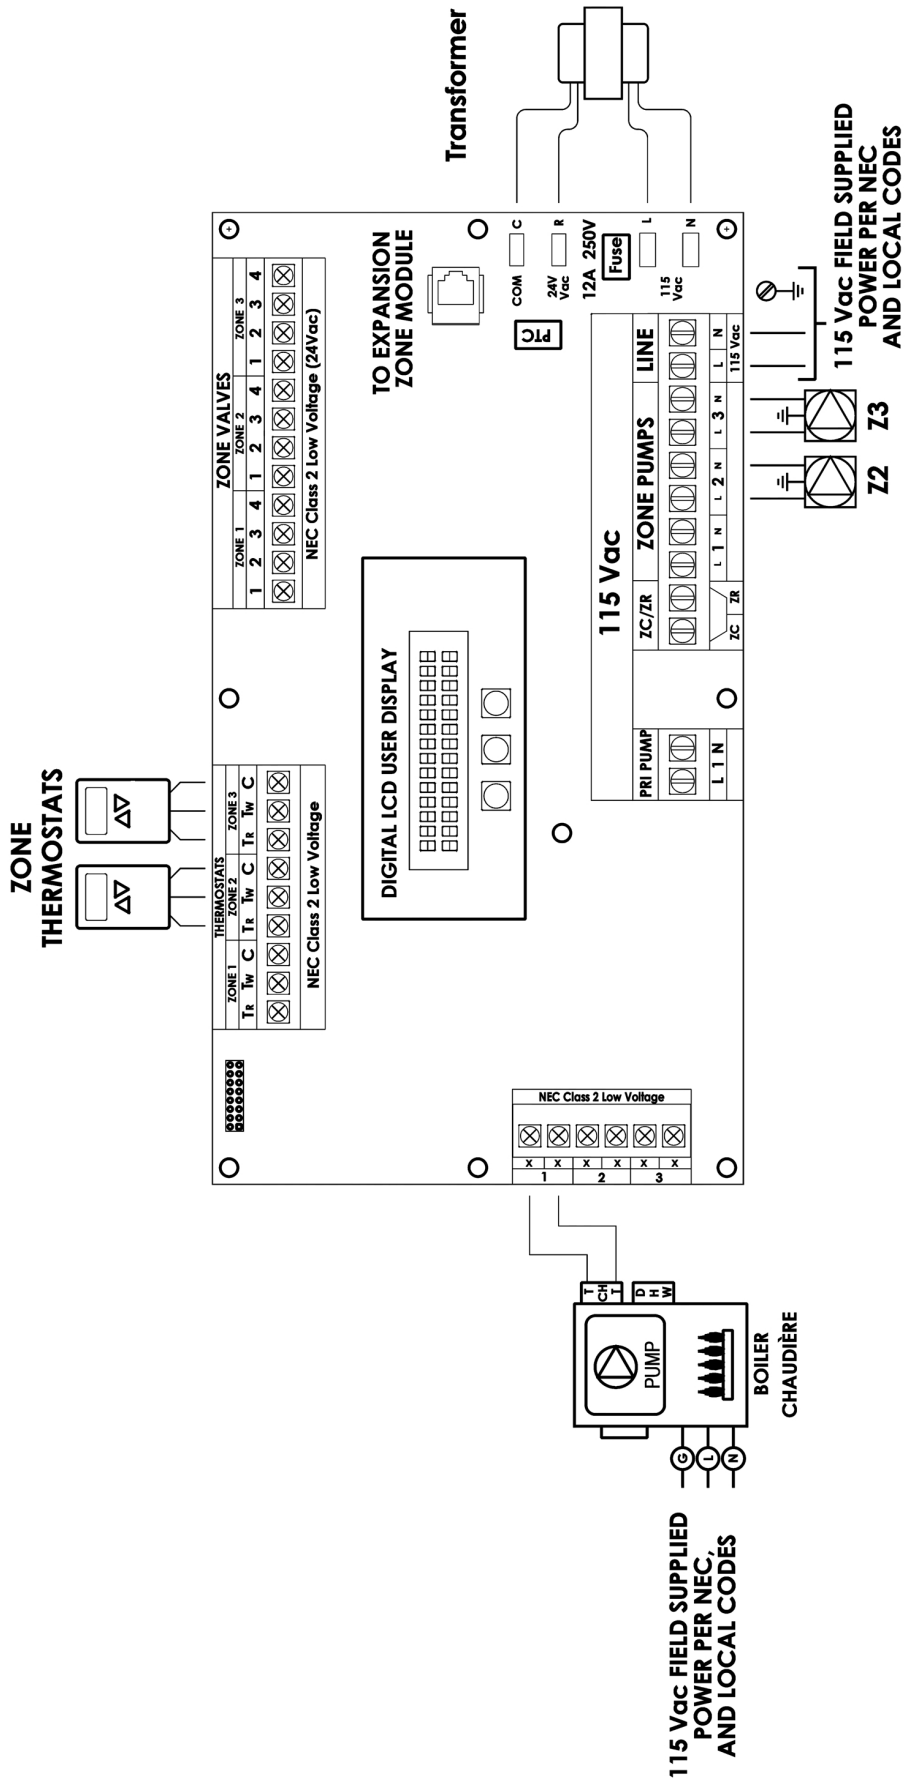 ZONE
THERMOSTATS
Transformer
THERMOSTATS
ZONE 1
ZONE 2
ZONE 3
TR TW C TR TW C TR TW C
NEC Class 2 Low Voltage
ZONE VALVES
ZONE 1
ZONE 2
ZONE 3
1 2 3 4 1 2 3 4 1 2 3 4
NEC Class 2 Low Voltage (24Vac)
TO EXPANSION
ZONE MODULE
DIGITAL LCD USER DISPLAY
COM
C
24V
Vac
R
PTC
12A 250V
Fuse
115
Vac
L
N
NEC Class 2 Low Voltage
X X X X X X
1 2 3
115 Vac
PRI PUMP
ZC/ZR
ZONE PUMPS
LINE
L 1 N
ZC
ZR
L 1 N
L 2 N
L 3 N
L N
115 Vac
Z2
Z3
115 Vac FIELD SUPPLIED
POWER PER NEC
AND LOCAL CODES
T
CH
T
D
H
W
PUMP
BOILER
CHAUDIÈRE
G
L
N
115 Vac FIELD SUPPLIED
POWER PER NEC,
AND LOCAL CODES